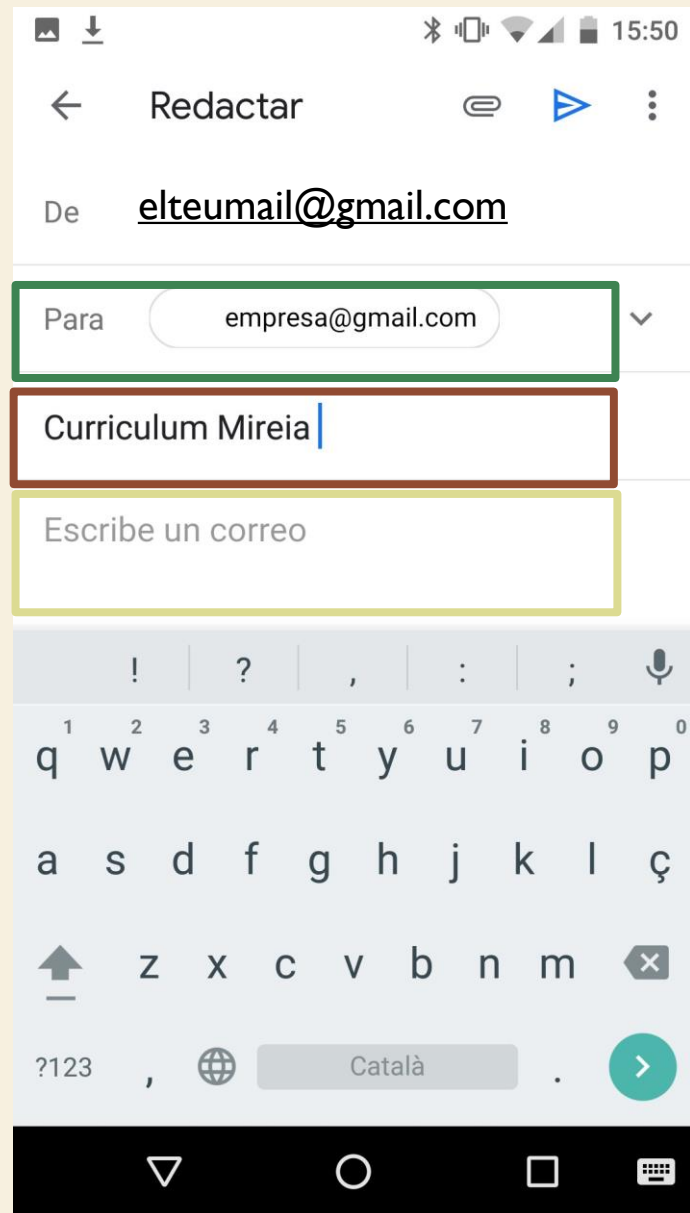 15:50
Redactar
De elteumail@gmail.com
Para empresa@gmail.com
Curriculum Mireia
Escribe un correo
! ? , : ;
1 2 3 4 5 6 7 8 9 0
q w e r t y u i o p
a s d f g h j k l ç
z x c v b n m
?123 , Català .